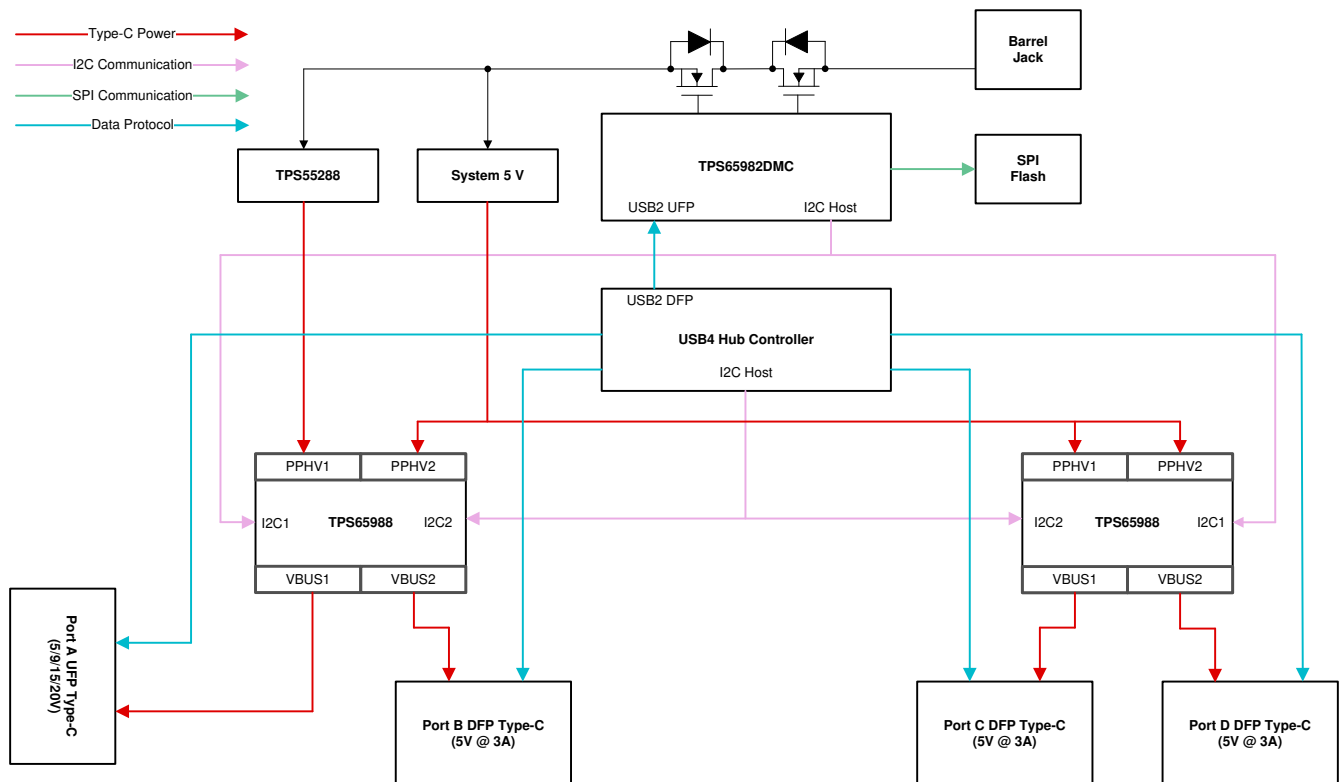 Type-C Power
I2C Communication
SPI Communication
Data Protocol
Barrel
Jack
TPS55288
System 5 V
TPS65982DMC
USB2 UFP
I2C Host
SPI
Flash
USB2 DFP
USB4 Hub Controller
I2C Host
PPHV1
PPHV2
I2C1
TPS65988
I2C2
VBUS1
VBUS2
PPHV1
PPHV2
I2C2
TPS65988
I2C1
VBUS1
VBUS2
Port A UFP Type-C
(5/9/15/20V)
Port B DFP Type-C
(5V @ 3A)
Port C DFP Type-C
(5V @ 3A)
Port D DFP Type-C
(5V @ 3A)